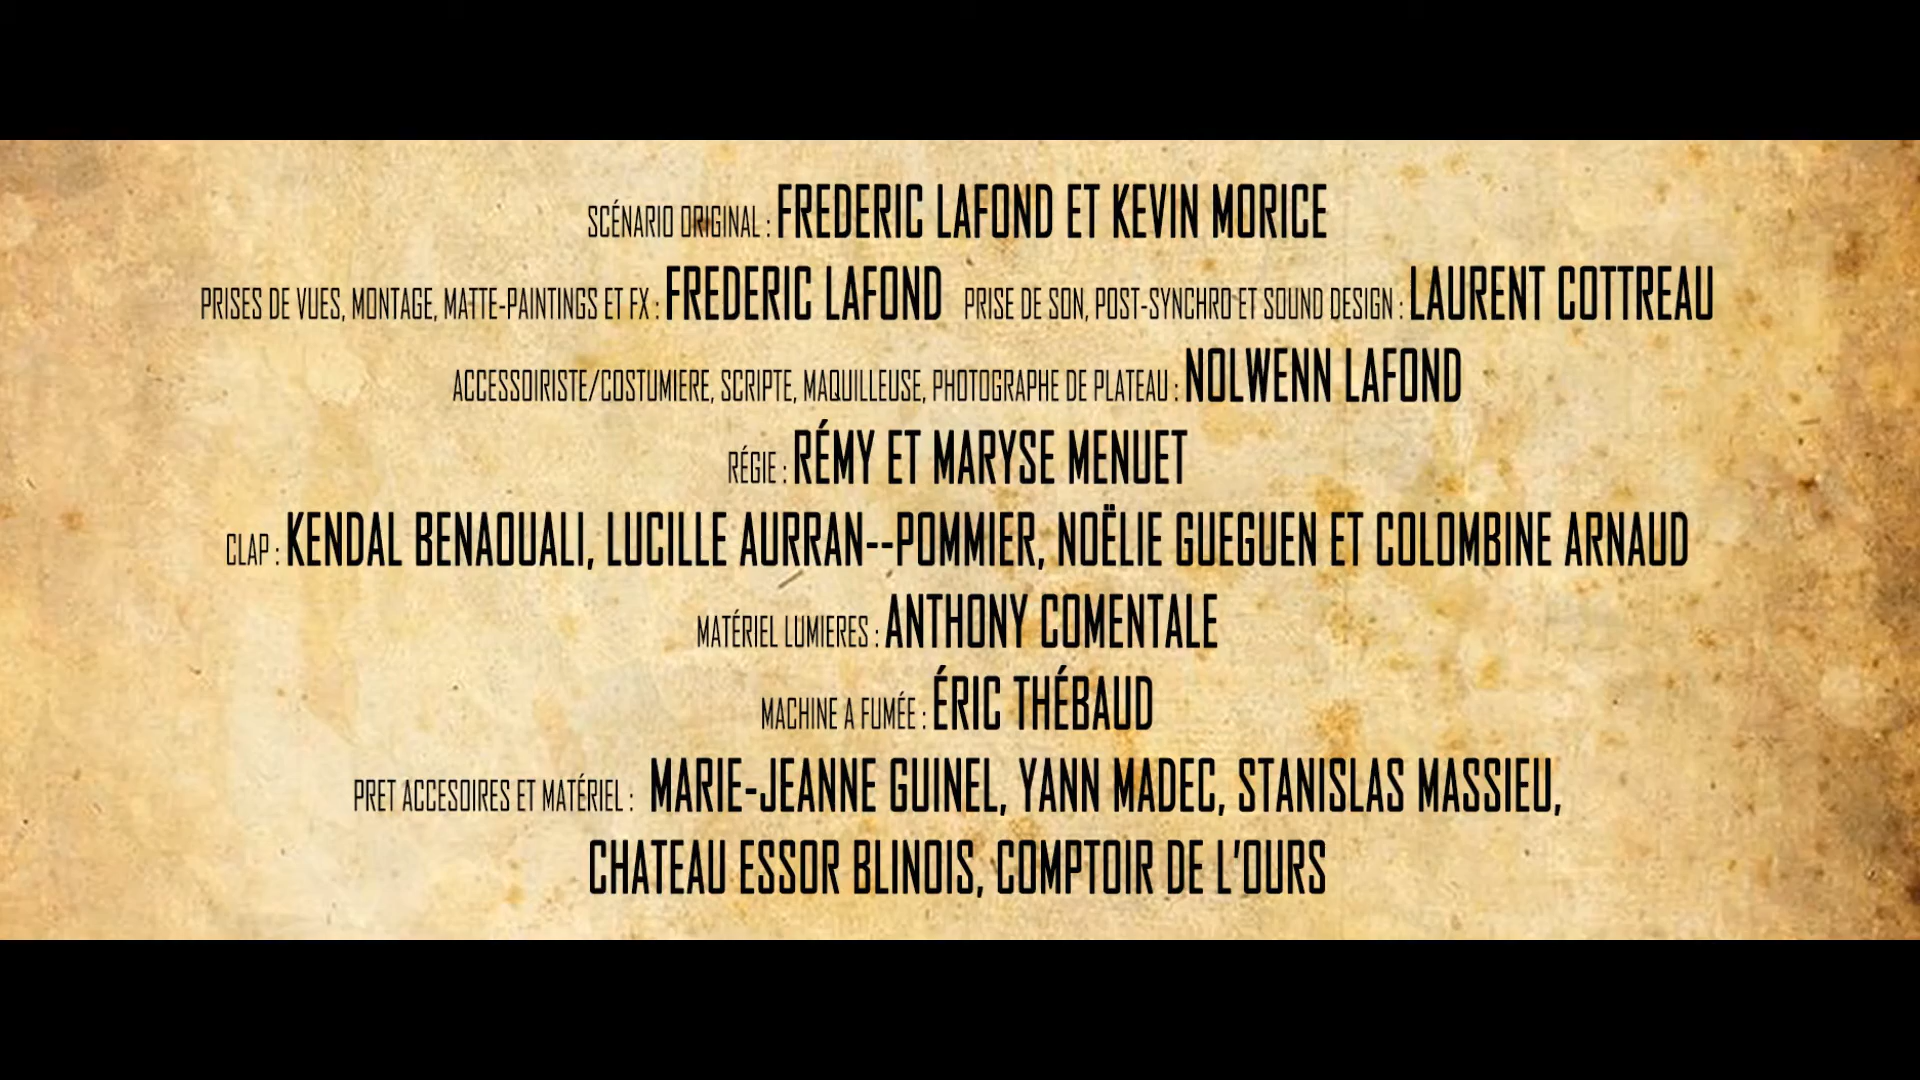 SCÉNARIO ORIGINAL : FREDERIC LAFOND ET KEVIN MORICE
PRISES DE VUES, MONTAGE, MATTE-PAINTINGS ET FX : FREDERIC LAFOND PRISE DE SON, POST-SYNCHRO ET SOUND DESIGN : LAURENT COTTREAU
ACCESSOIRISTE/COSTUMIERE, SCRIPTE, MAQUILLEUSE, PHOTOGRAPHE DE PLATEAU : NOLWENN LAFOND
RÉGIE : RÉMY ET MARYSE MENUET
CLAP : KENDAL BENAOUALI, LUCILLE AURRAN--POMMIER, NOËLIE GUEGUEN ET COLOMBINE ARNAUD
MATÉRIEL LUMIERES : ANTHONY COMENTALE
MACHINE A FUMÉE : ÉRIC THÉBAUD
PRET ACCESOIRES ET MATÉRIEL : MARIE-JEANNE GUINEL, YANN MADEC, STANISLAS MASSIEU,
CHATEAU ESSOR BLINOIS, COMPTOIR DE L'OURS